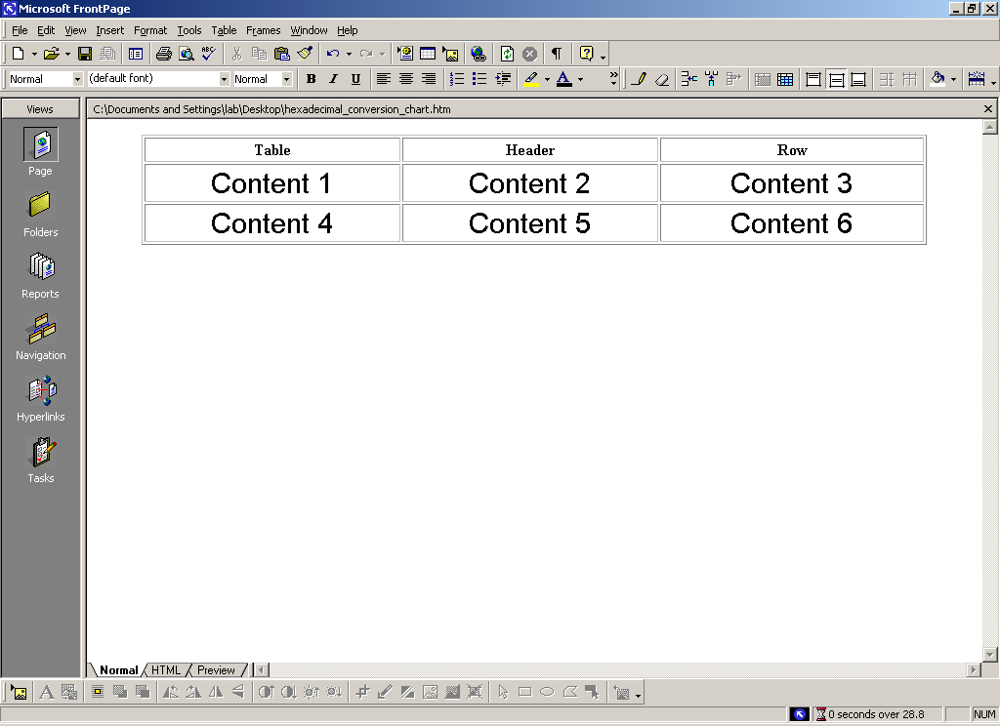 Microsoft FrontPage
File Edit View Insert Format Tools Table Frames Window Help
Normal (default font) Normal B I U A
Views C:\Documents and Settings\lab\Desktop\hexadecimal_conversion_chart.htm
Page
Folders
Reports
Navigation
Hyperlinks
Tasks
Table Header Row
Content 1 Content 2 Content 3
Content 4 Content 5 Content 6
Normal HTML Preview
A
0 seconds over 28.8 NUM